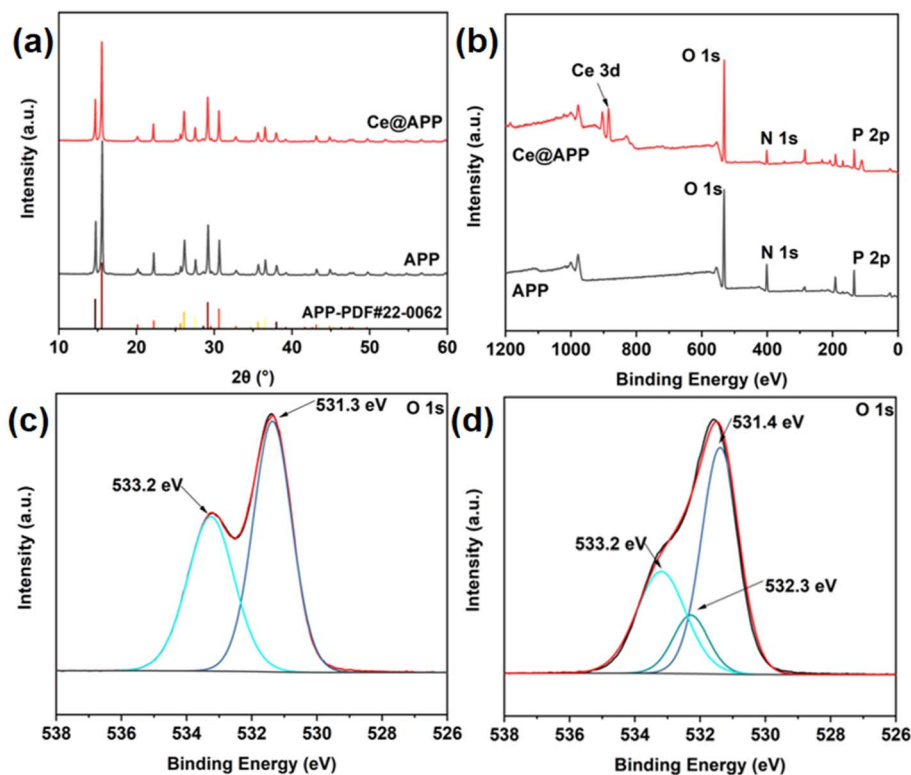 (a)
Intensity (a.u.)
Ce@APP
APP
APP-PDF#22-0062
10 20 30 40 50 60
2θ (°)
(b)
Intensity (a.u.)
O 1s
Ce 3d
N 1s
P 2p
Ce@APP
O 1s
N 1s
P 2p
APP
1200 1000 800 600 400 200 0
Binding Energy (eV)
(c)
Intensity (a.u.)
O 1s
531.3 eV
533.2 eV
538 536 534 532 530 528 526
Binding Energy (eV)
(d)
Intensity (a.u.)
O 1s
531.4 eV
533.2 eV
532.3 eV
538 536 534 532 530 528 526
Binding Energy (eV)